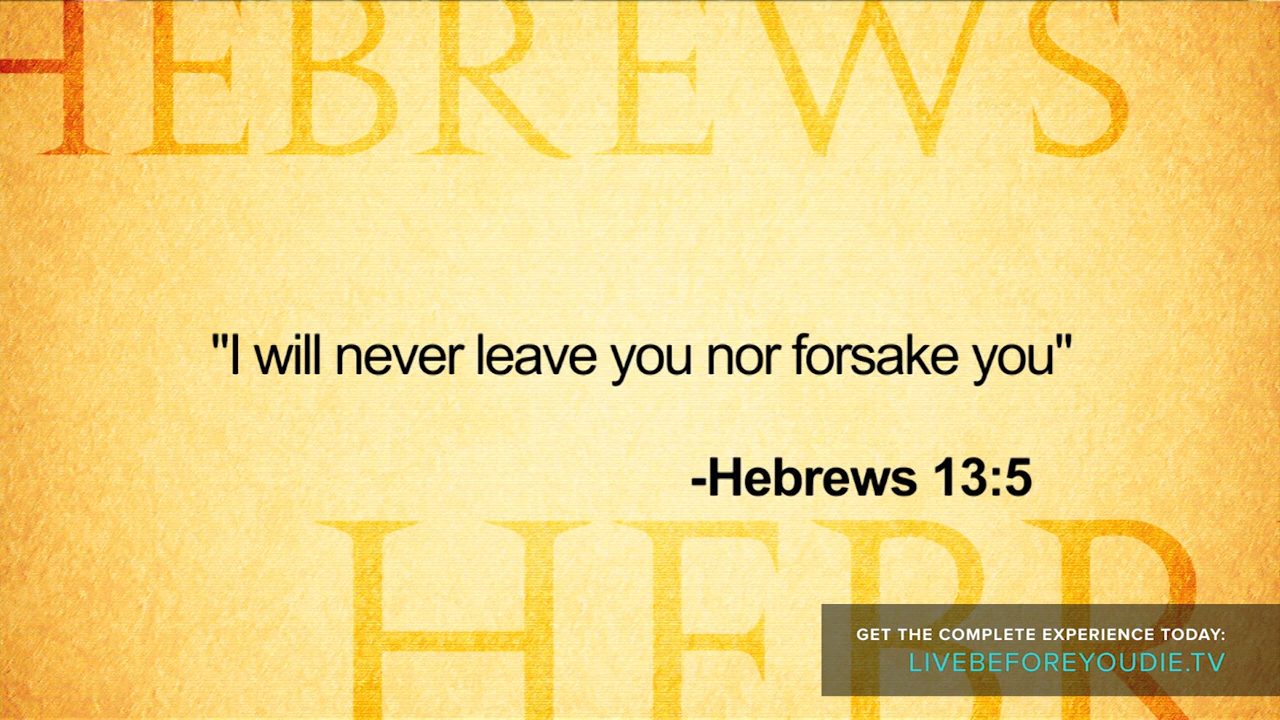 HEBREWS
"I will never leave you nor forsake you"
-Hebrews 13:5
HEBR
GET THE COMPLETE EXPERIENCE TODAY:
LIVEBEFOREYOUDIE.TV